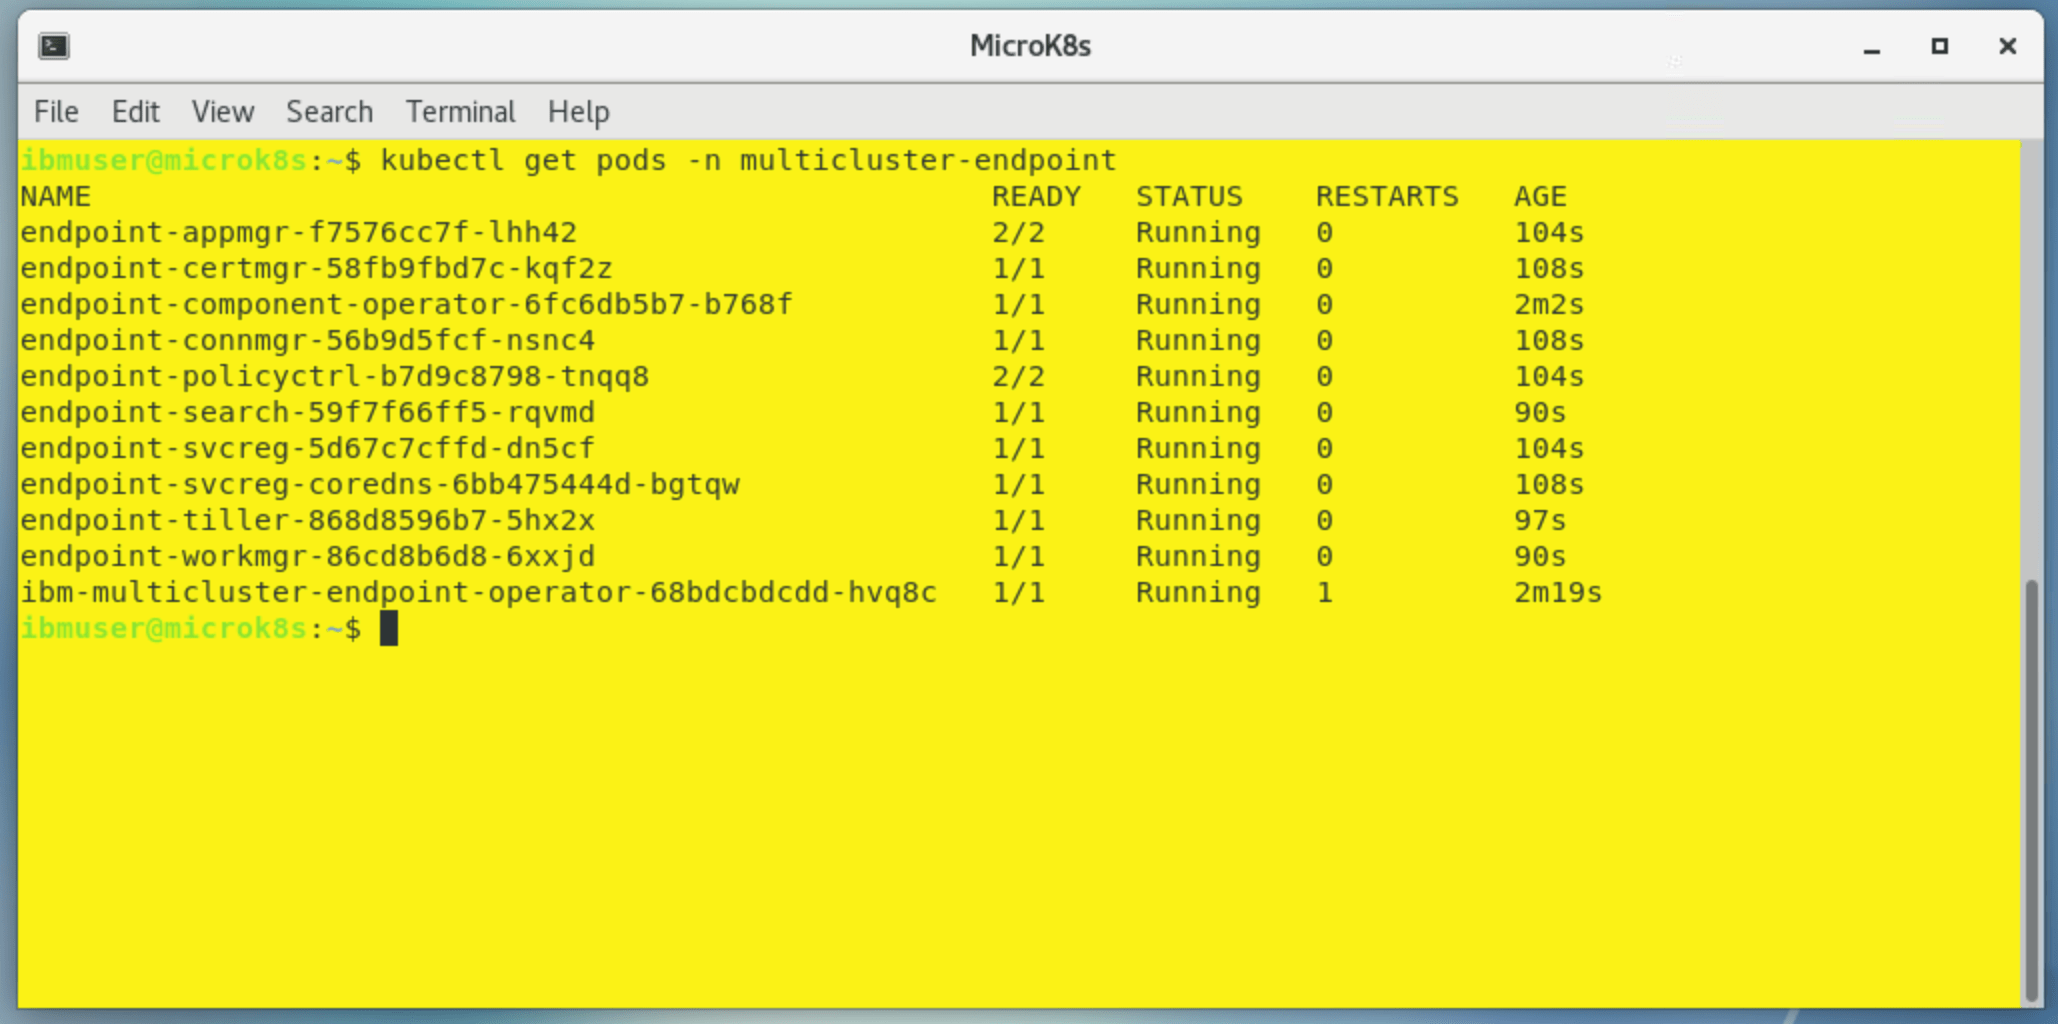 MicroK8s
File Edit View Search Terminal Help
ibmuser@microk8s:~$ kubectl get pods -n multicluster-endpoint
NAME READY STATUS RESTARTS AGE
endpoint-appmgr-f7576cc7f-lhh42 2/2 Running 0 104s
endpoint-certmgr-58fb9fbd7c-kqf2z 1/1 Running 0 108s
endpoint-component-operator-6fc6db5b7-b768f 1/1 Running 0 2m2s
endpoint-connmgr-56b9d5fcf-nsnc4 1/1 Running 0 108s
endpoint-policyctrl-b7d9c8798-tnqq8 2/2 Running 0 104s
endpoint-search-59f7f66ff5-rqvmd 1/1 Running 0 90s
endpoint-svcreg-5d67c7cffd-dn5cf 1/1 Running 0 104s
endpoint-svcreg-coredns-6bb475444d-bgtqw 1/1 Running 0 108s
endpoint-tiller-868d8596b7-5hx2x 1/1 Running 0 97s
endpoint-workmgr-86cd8b6d8-6xxjd 1/1 Running 0 90s
ibm-multicluster-endpoint-operator-68bdcbdcdd-hvq8c 1/1 Running 1 2m19s
ibmuser@microk8s:~$